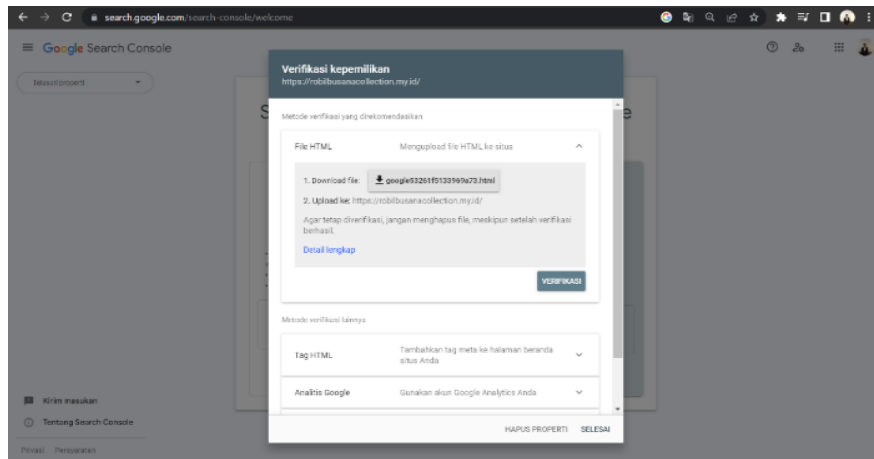 search.google.com/search-console/welcome
Google Search Console
Telusuri properti
Verifikasi kepemilikan
https://robilbusanacollection.my.id/
Metode verifikasi yang direkomendasikan
File HTML
Mengupload file HTML ke situs
1. Download file:
google53261f5133969a73.html
2. Upload ke: https://robilbusanacollection.my.id/
Agar tetap diverifikasi, jangan menghapus file, meskipun setelah verifikasi
berhasil.
Detail lengkap
VERIFIKASI
Metode verifikasi lainnya
Tag HTML
Tambahkan tag meta ke halaman beranda
situs Anda
Analitis Google
Gunakan akun Google Analytics Anda
HAPUS PROPERTI
SELESAI
Kirim masukan
Tentang Search Console
Privasi
Persyaratan